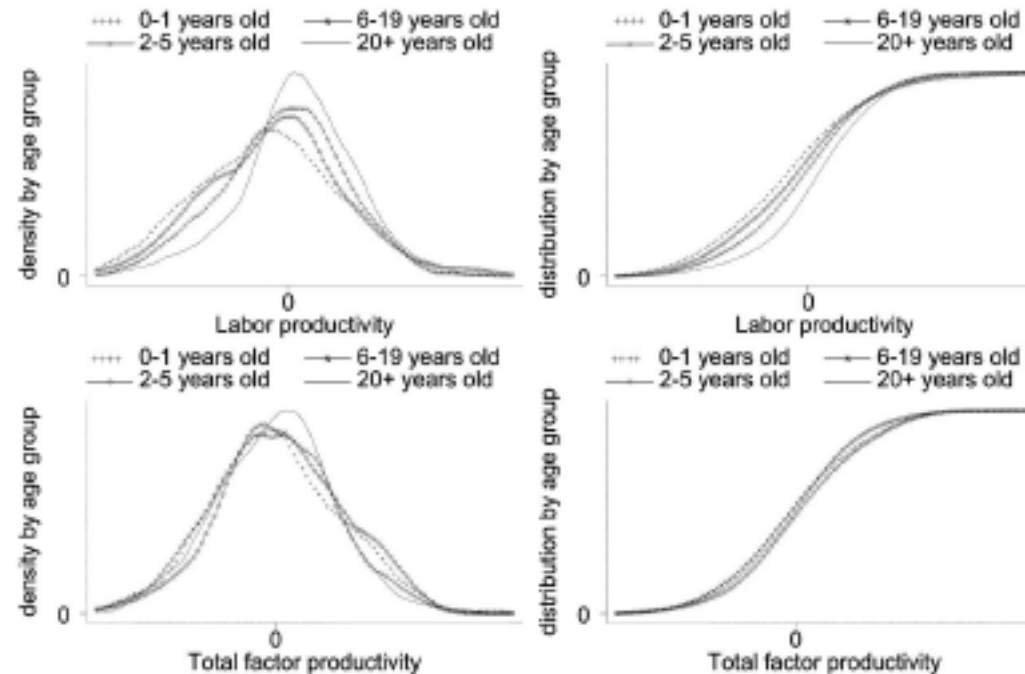 0-1 years old 6-19 years old
2-5 years old 20+ years old
density by age group
0
0
Labor productivity
0-1 years old 6-19 years old
2-5 years old 20+ years old
distribution by age group
0
0
Labor productivity
0-1 years old 6-19 years old
2-5 years old 20+ years old
density by age group
0
0
Total factor productivity
0-1 years old 6-19 years old
2-5 years old 20+ years old
distribution by age group
0
0
Total factor productivity